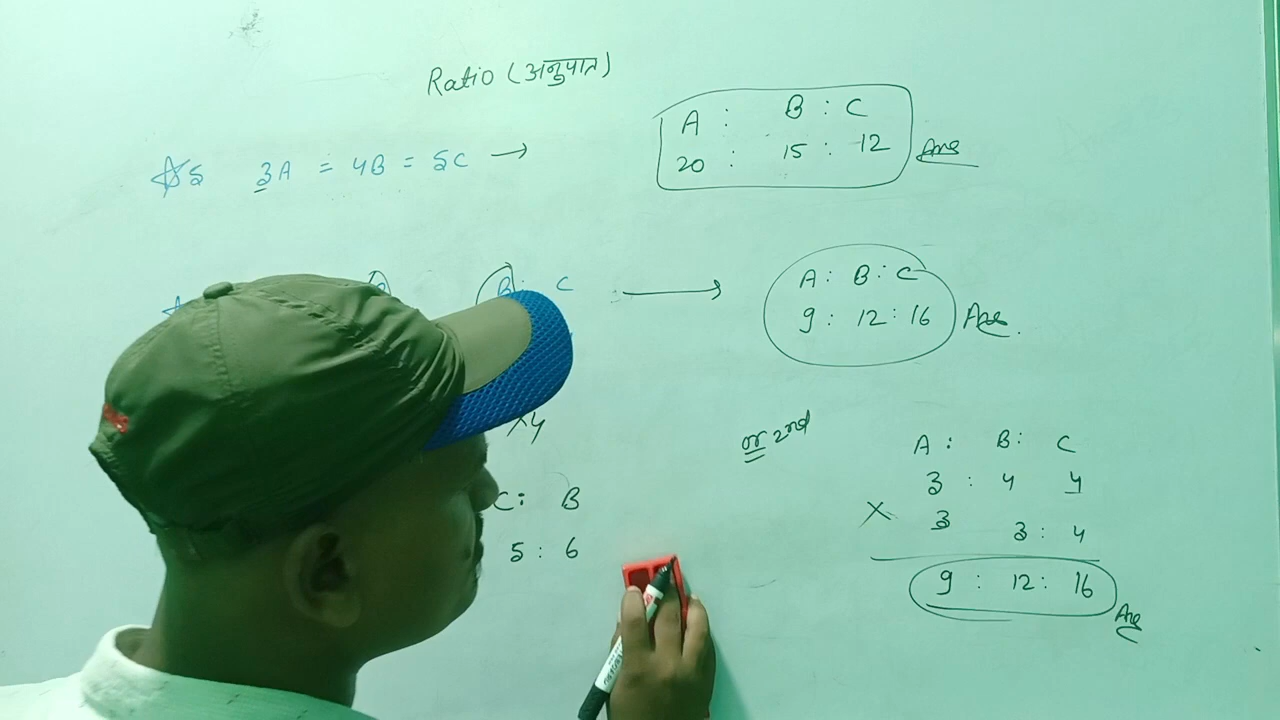 Ratio (अनुपात)
A : B : C
20 : 15 : 12 Ans
5 3A = 4B = 5C →
B B : C → A : B : C
9 : 12 : 16 Ans.
×4
or 2nd
A : B : C
3 : 4 4
× 3 3 : 4
9 : 12 : 16
Ans
C : B
5 : 6